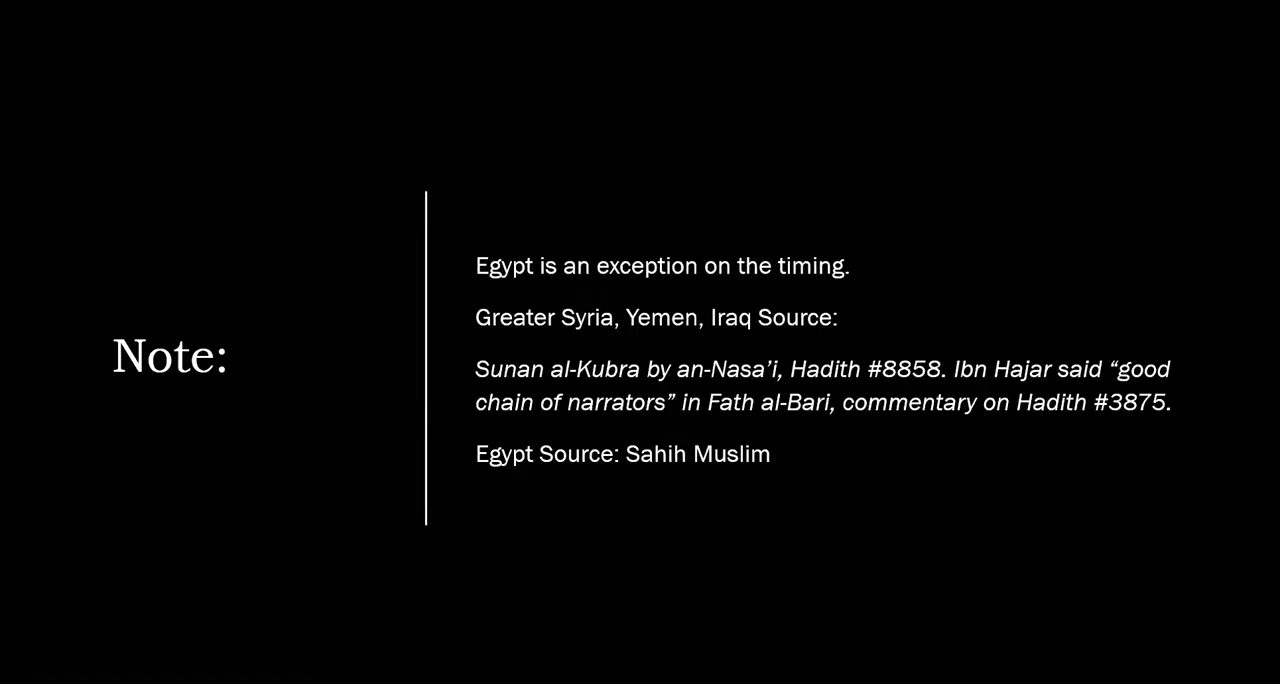 Note:
Egypt is an exception on the timing.
Greater Syria, Yemen, Iraq Source:
Sunan al-Kubra by an-Nasa’i, Hadith #8858. Ibn Hajar said “good
chain of narrators” in Fath al-Bari, commentary on Hadith #3875.
Egypt Source: Sahih Muslim